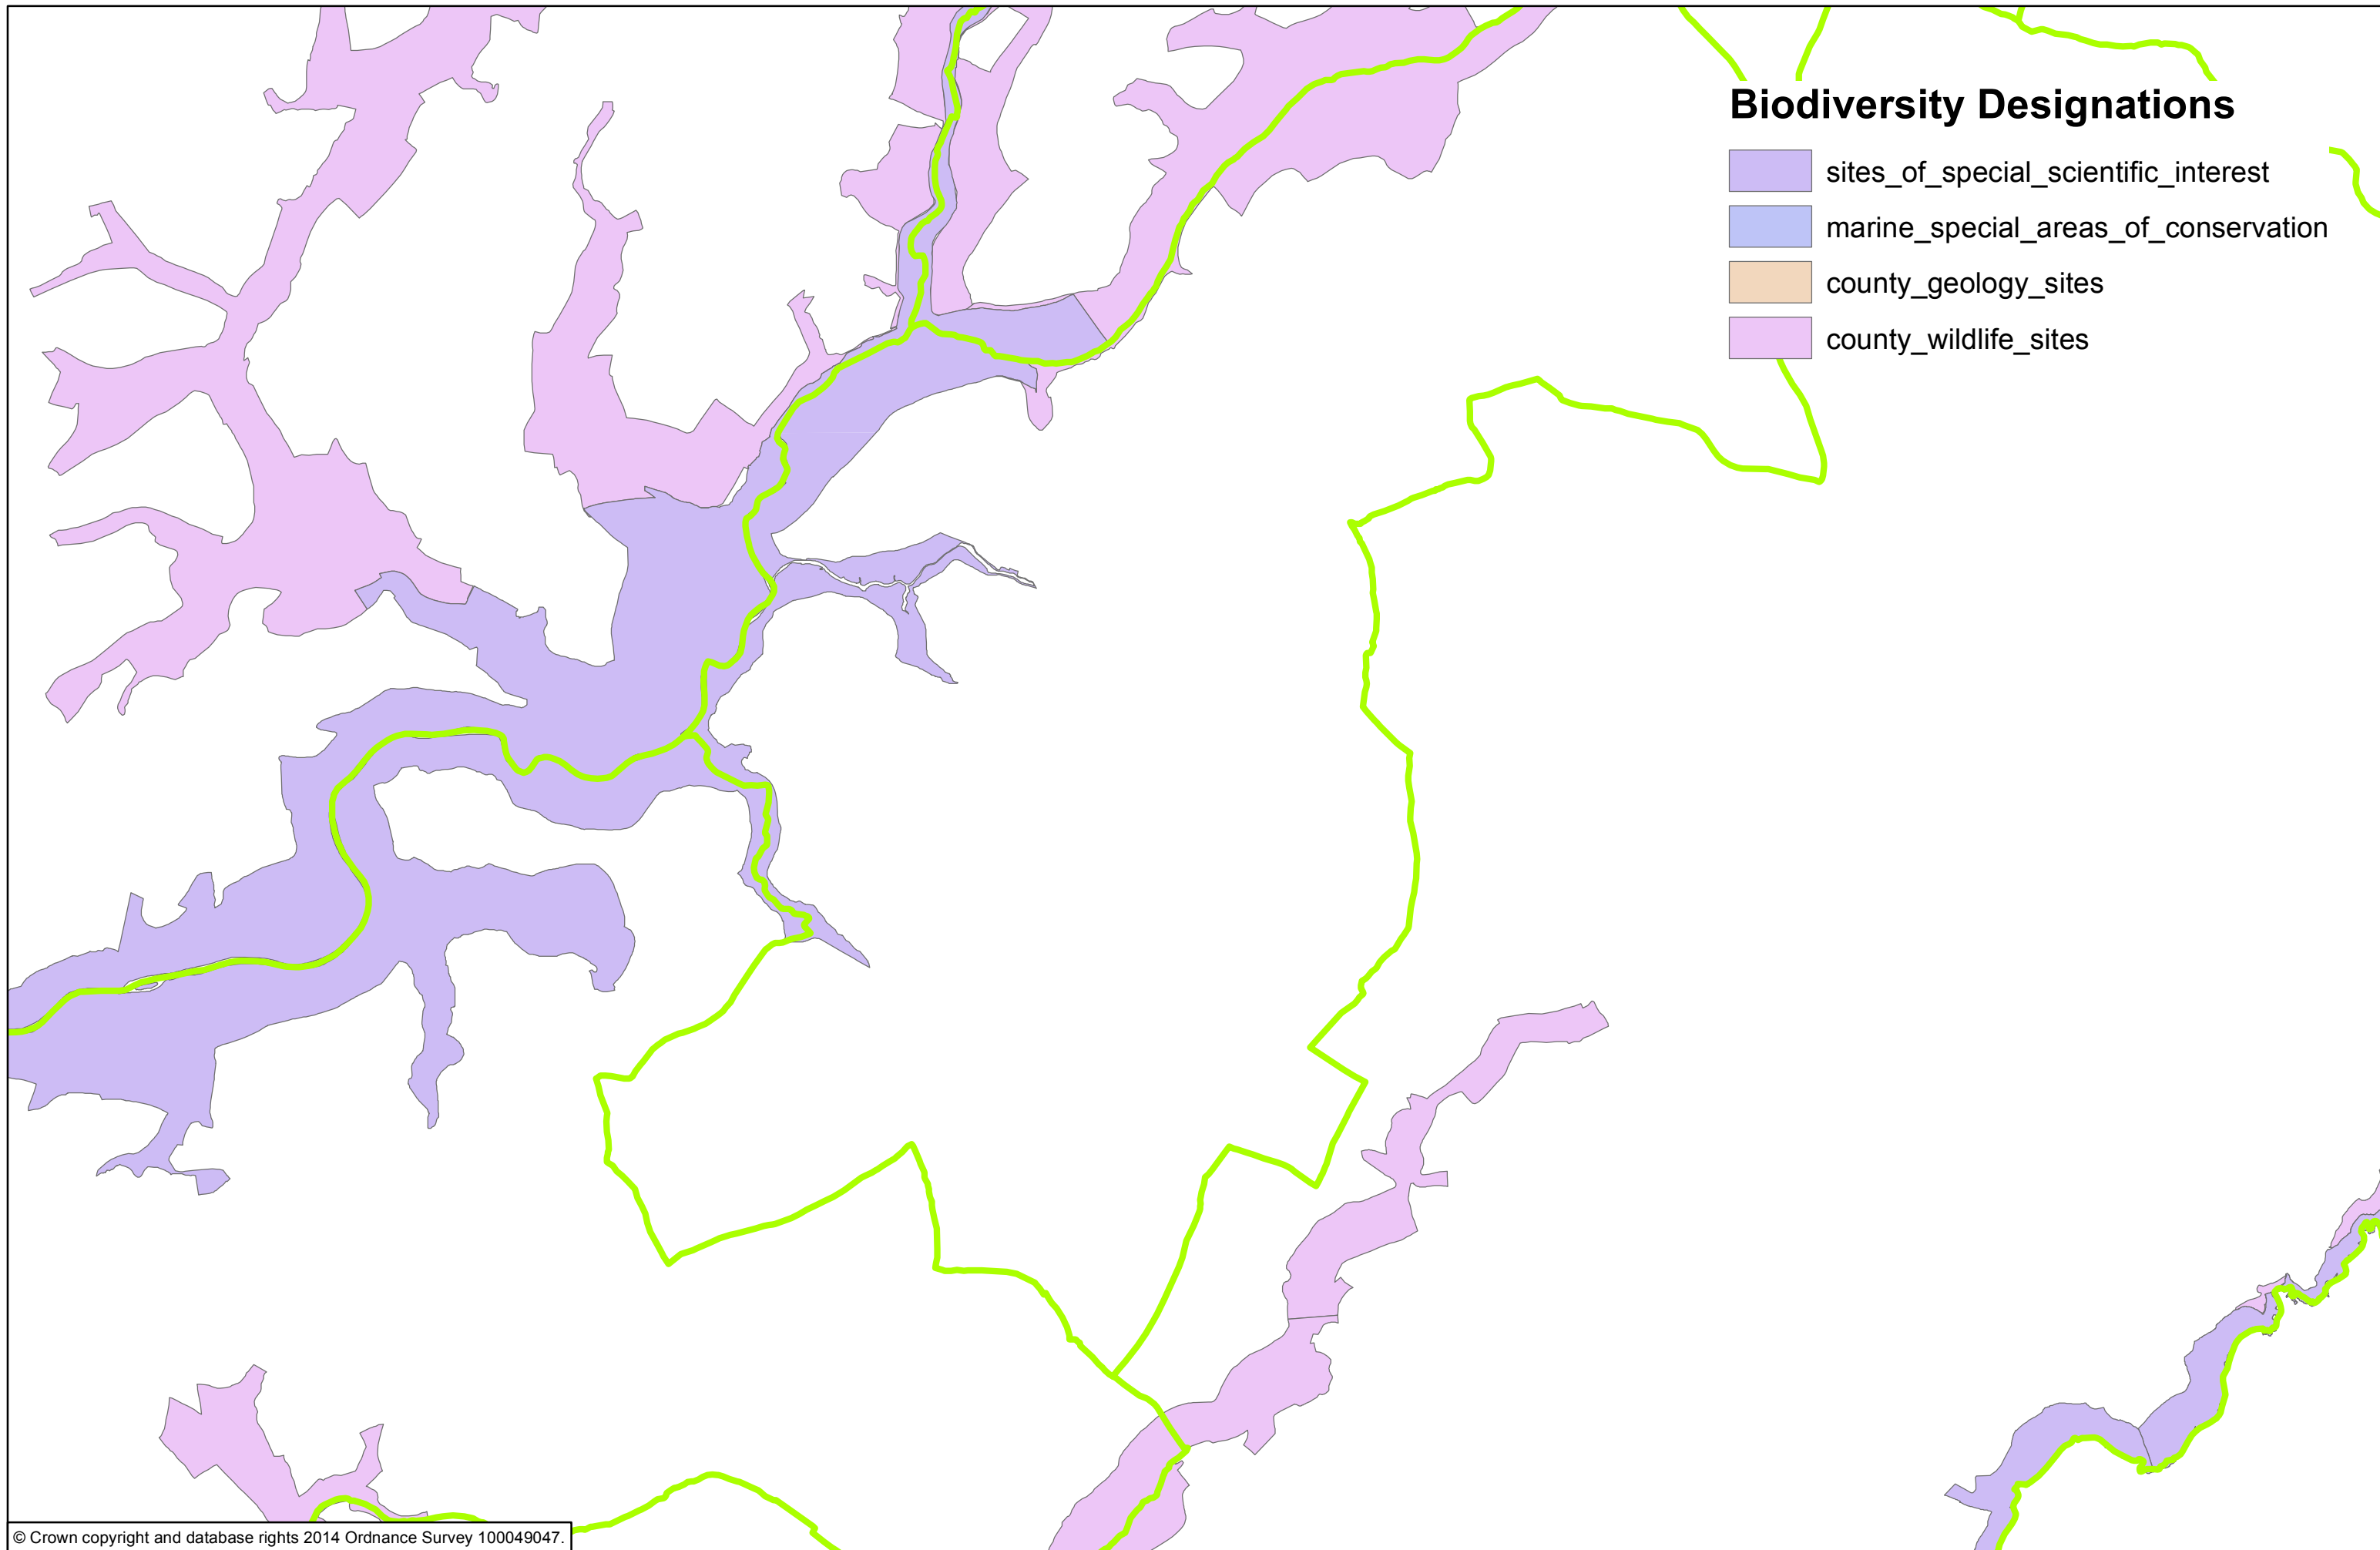 Biodiversity Designations
sites_of_special_scientific_interest
marine_special_areas_of_conservation
county_geology_sites
county_wildlife_sites
© Crown copyright and database rights 2014 Ordnance Survey 100049047.